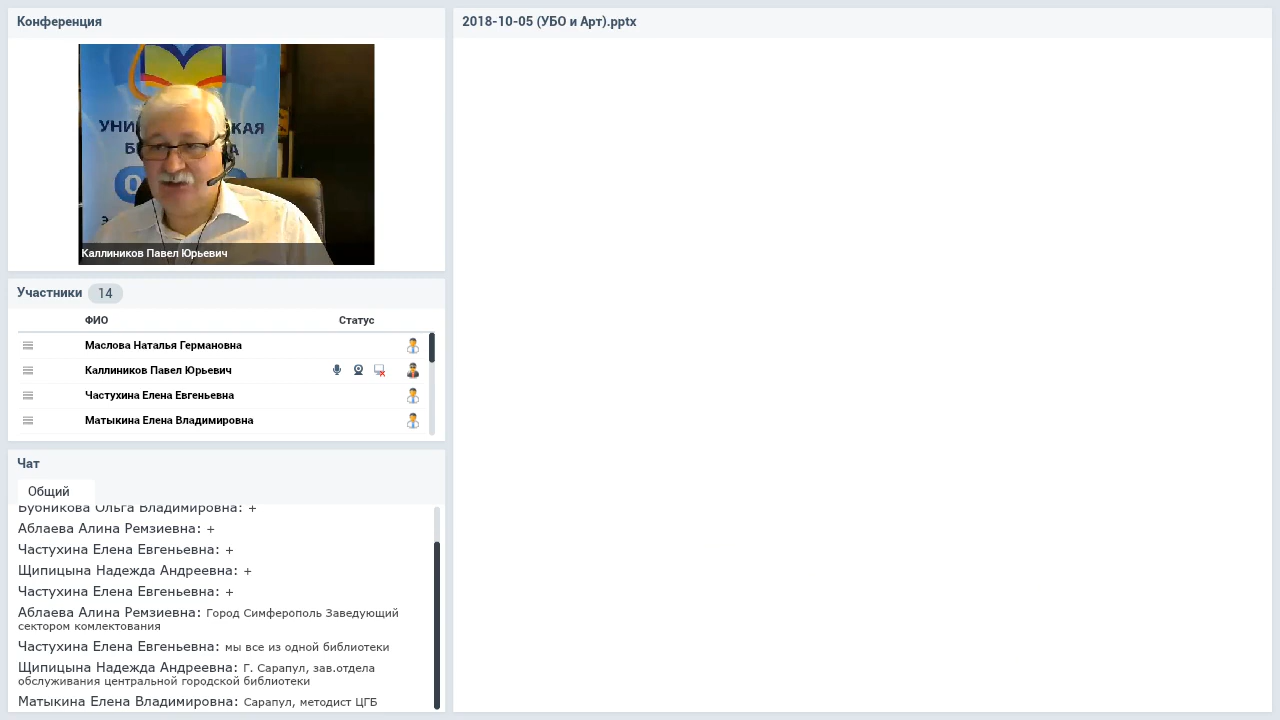 Конференция
Каллиников Павел Юрьевич
Участники 14
ФИО Статус
Маслова Наталья Германовна
Каллиников Павел Юрьевич
Частухина Елена Евгеньевна
Матыкина Елена Владимировна
Чат
Общий
Бубникова Ольга Владимировна: +
Аблаева Алина Ремзиевна: +
Частухина Елена Евгеньевна: +
Щипицына Надежда Андреевна: +
Частухина Елена Евгеньевна: +
Аблаева Алина Ремзиевна: Город Симферополь Заведующий
сектором комлектования
Частухина Елена Евгеньевна: мы все из одной библиотеки
Щипицына Надежда Андреевна: Г. Сарапул, зав.отдела
обслуживания центральной городской библиотеки
Матыкина Елена Владимировна: Сарапул, методист ЦГБ
2018-10-05 (УБО и Арт).pptx